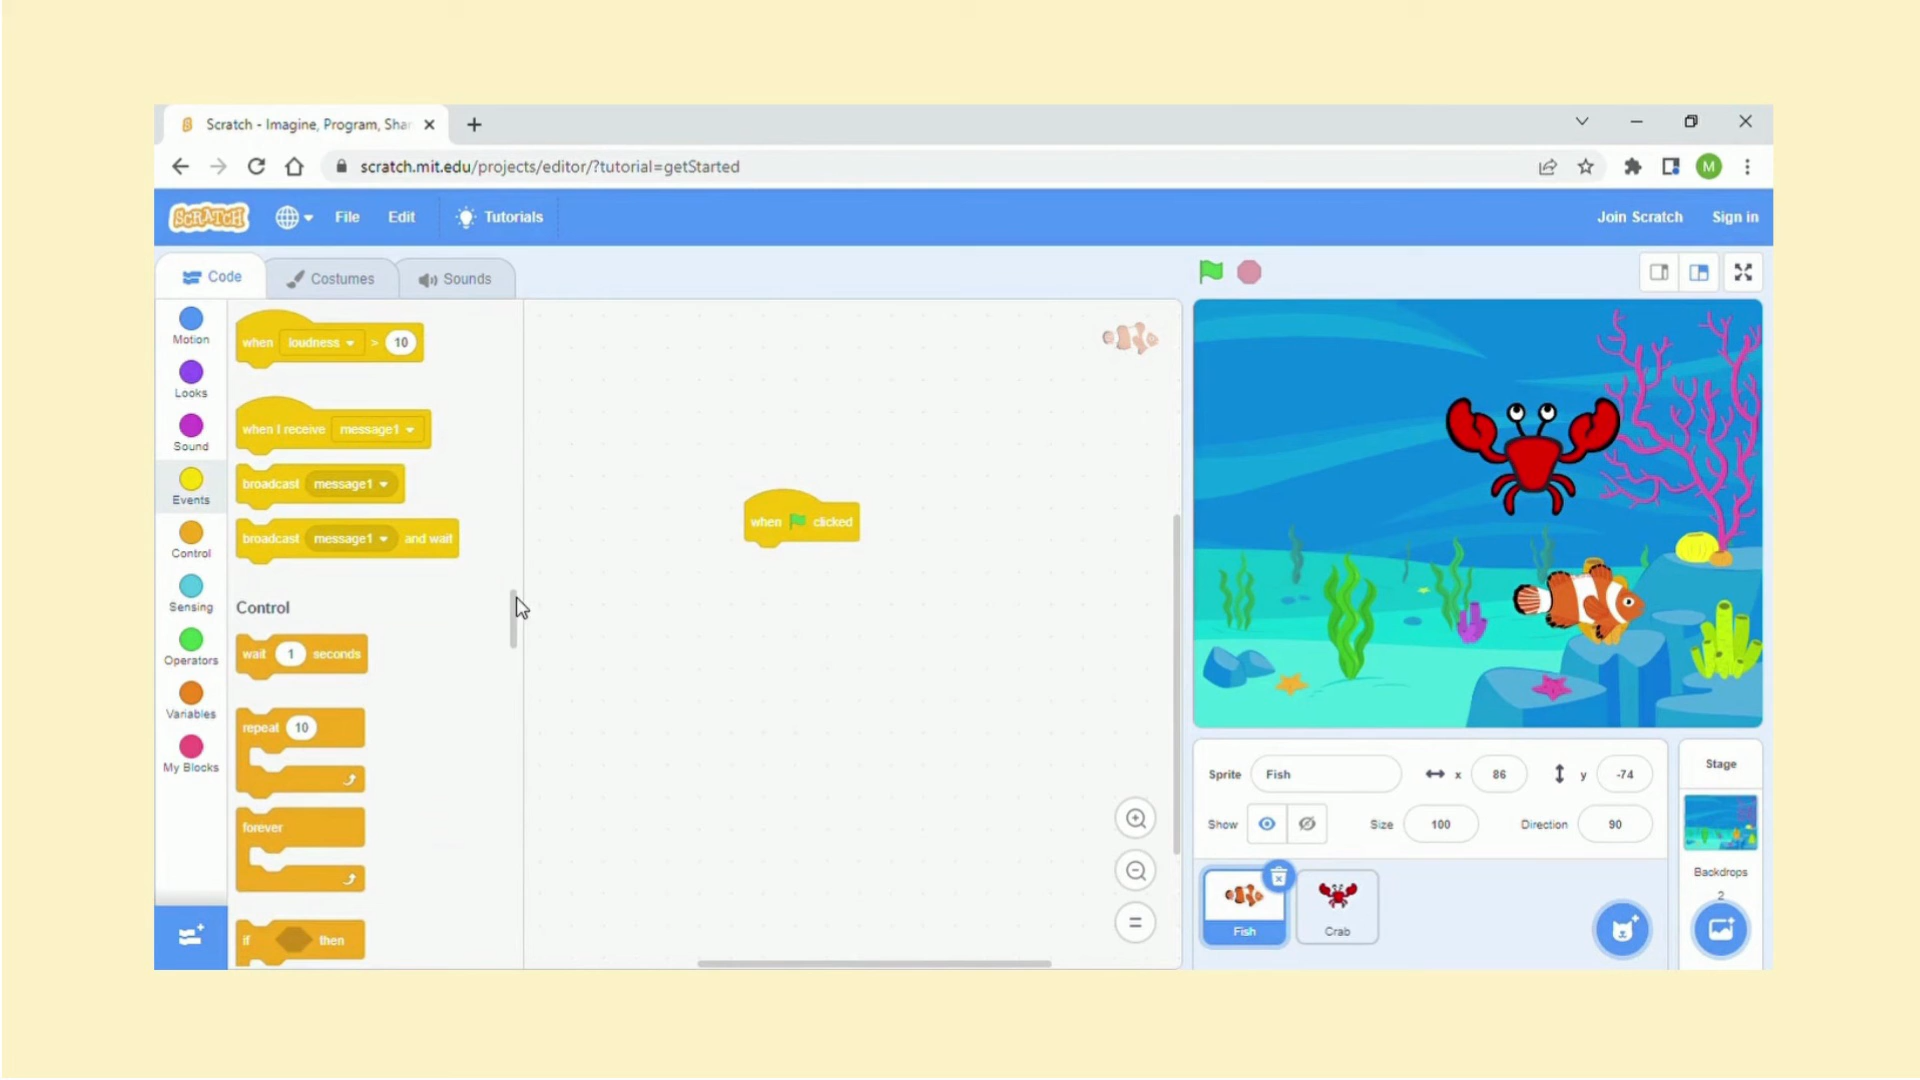 Scratch - Imagine, Program, Shar
scratch.mit.edu/projects/editor/?tutorial=getStarted
M
SCRATCH
File
Edit
Tutorials
Join Scratch
Sign in
Code
Costumes
Sounds
Motion
Looks
Sound
Events
Control
Sensing
Operators
Variables
My Blocks
when loudness > 10
when I receive message1
broadcast message1
broadcast message1 and wait
Control
wait 1 seconds
repeat 10
forever
if then
when clicked
Sprite Fish x 86 y -74
Show Size 100 Direction 90
Fish
Crab
Stage
Backdrops
2